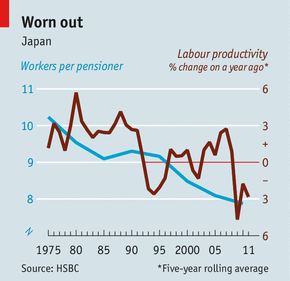 Worn out
Japan
Labour productivity
Workers per pensioner % change on a year ago*
11 6
10 3
+
9 0
–
8 3
6
1975 80 85 90 95 2000 05 11
Source: HSBC *Five-year rolling average